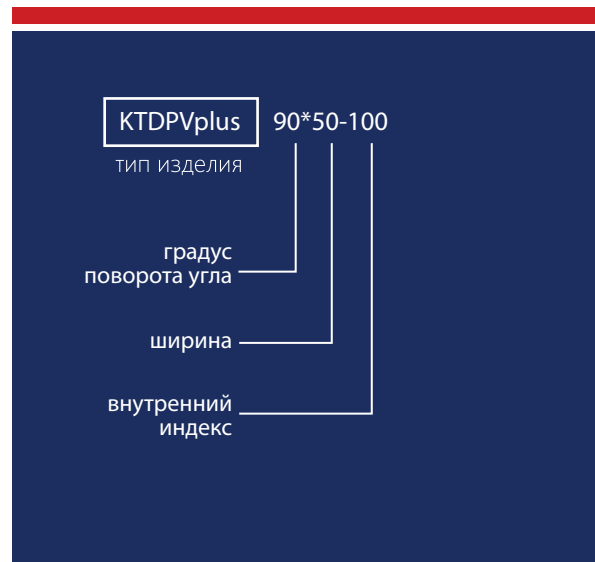 KTDPVplus 90*50-100
тип изделия
градус
поворота угла
ширина
внутренний
индекс